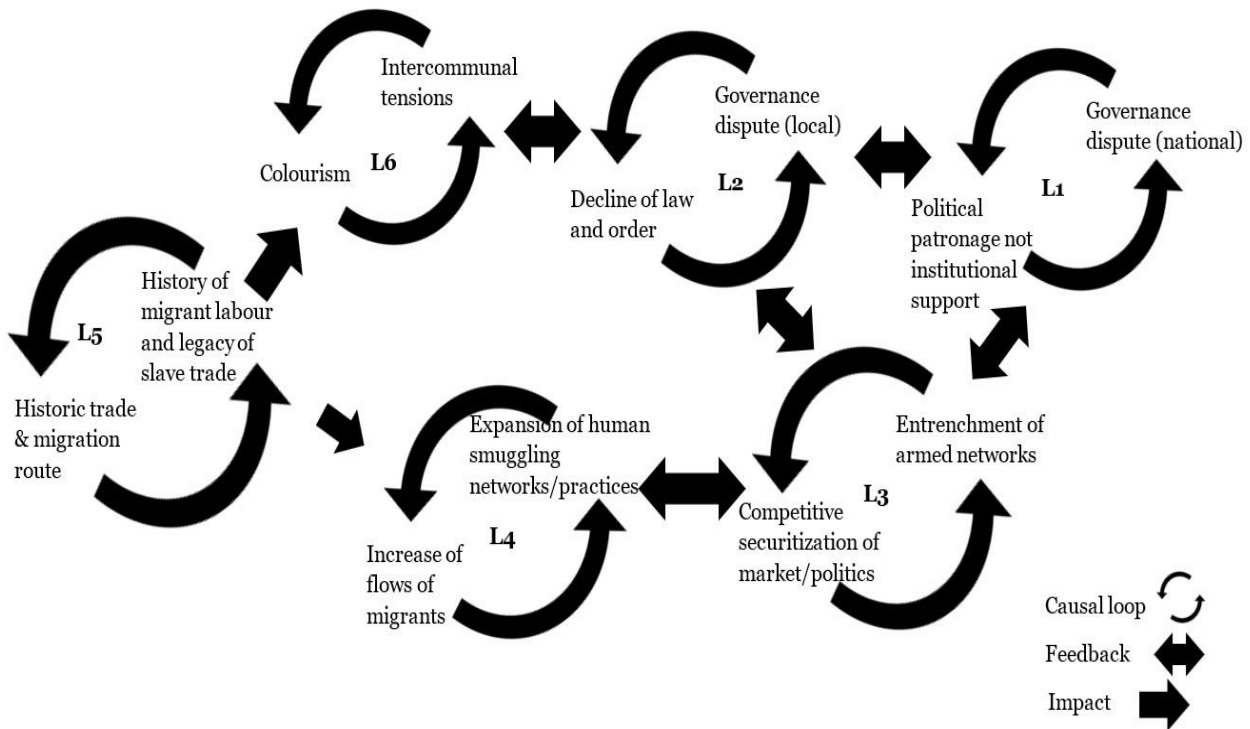 Intercommunal
tensions
Colourism
L6
Governance
dispute (local)
L2
Decline of law
and order
Governance
dispute (national)
L1
Political
patronage not
institutional
support
History of
migrant labour
and legacy of
slave trade
L5
Historic trade
& migration
route
Expansion of human
smuggling
networks/practices
L4
Increase of
flows of
migrants
Entrenchment of
armed networks
L3
Competitive
securitization of
market/politics
Causal loop
Feedback
Impact